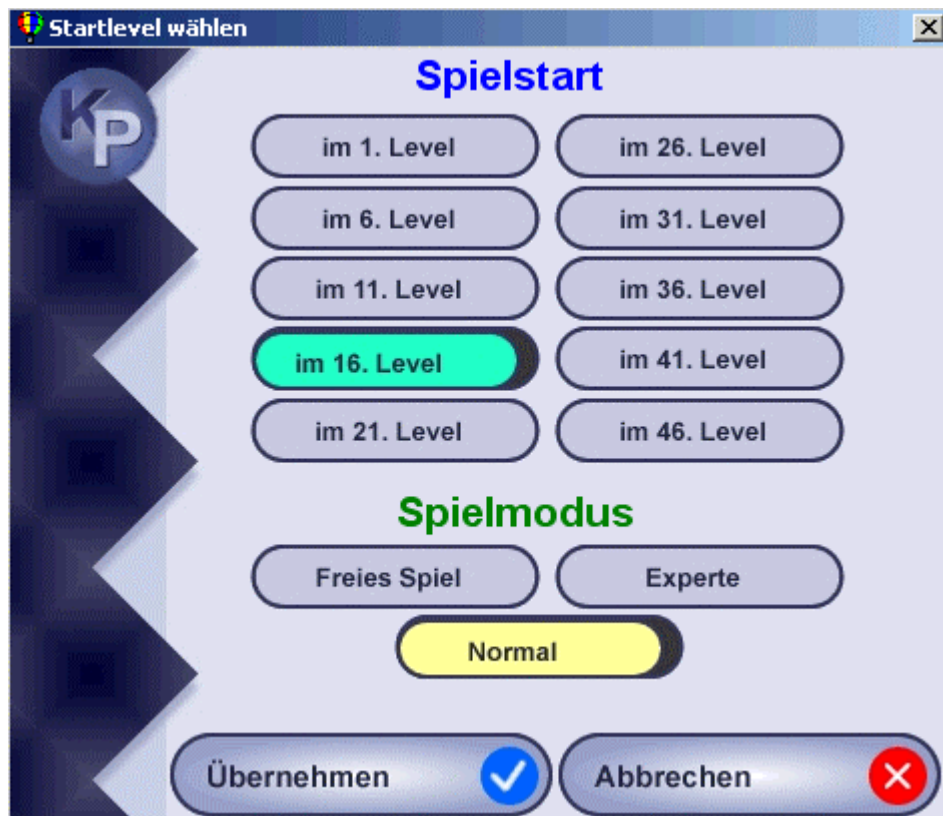 Startlevel wählen
KP
Spielstart
im 1. Level
im 26. Level
im 6. Level
im 31. Level
im 11. Level
im 36. Level
im 16. Level
im 41. Level
im 21. Level
im 46. Level
Spielmodus
Freies Spiel
Experte
Normal
Übernehmen
Abbrechen